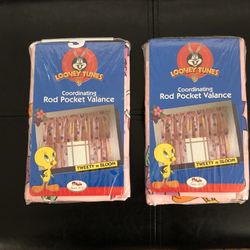 LOONEY TUNES
Coordinating
Rod Pocket Valance
TWEETY IN BLOOM
LOONEY TUNES
Coordinating
Rod Pocket Valance
TWEETY IN BLOOM